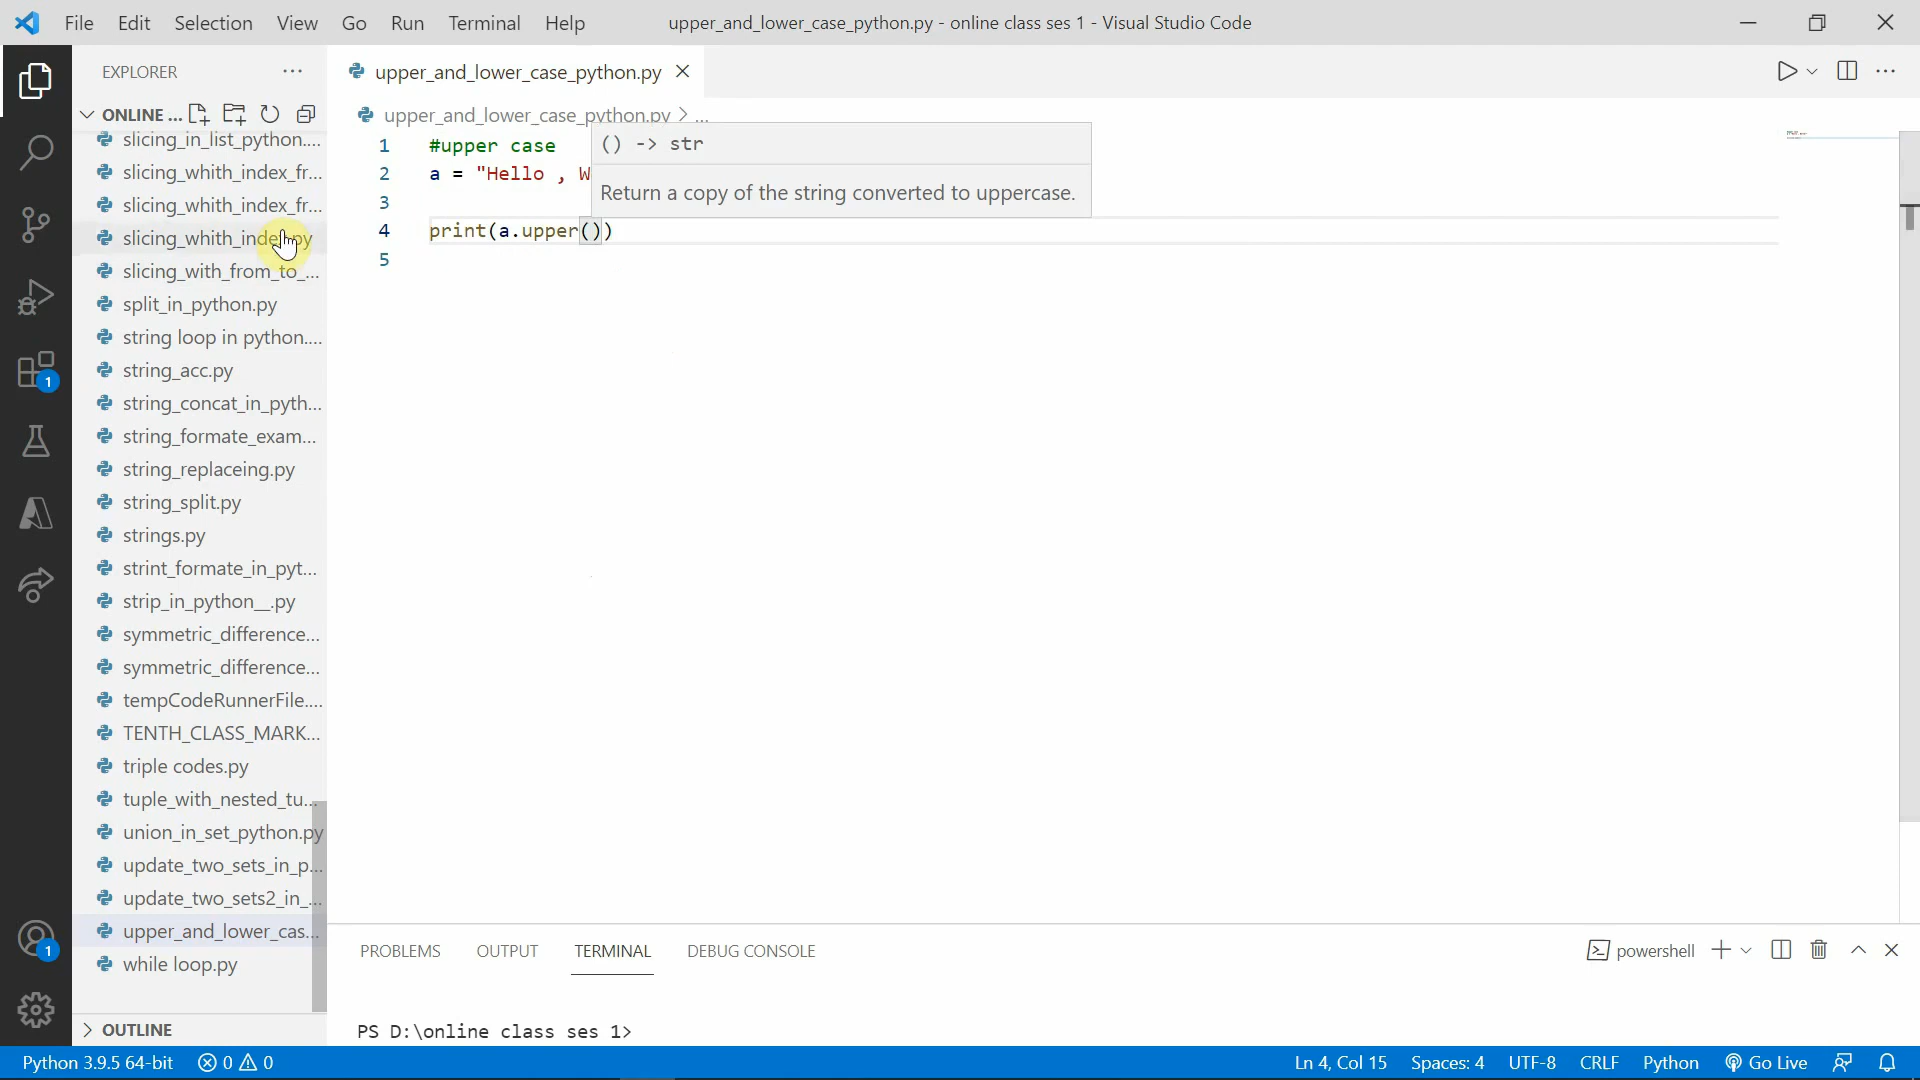 File Edit Selection View Go Run Terminal Help
upper_and_lower_case_python.py - online class ses 1 - Visual Studio Code
EXPLORER
ONLINE ...
slicing_in_list_python....
slicing_whith_index_fr...
slicing_whith_index_fr...
slicing_whith_index.py
slicing_with_from_to_...
split_in_python.py
string loop in python....
string_acc.py
string_concat_in_pyth...
string_formate_exam...
string_replaceing.py
string_split.py
strings.py
strint_formate_in_pyt...
strip_in_python__.py
symmetric_difference...
symmetric_difference...
tempCodeRunnerFile....
TENTH_CLASS_MARK...
triple codes.py
tuple_with_nested_tu...
union_in_set_python.py
update_two_sets_in_p...
update_two_sets2_in_...
upper_and_lower_cas...
while loop.py
OUTLINE
1
1
upper_and_lower_case_python.py
upper_and_lower_case_python.py > ...
1 #upper case
2 a = "Hello , W
3
4 print(a.upper())
5
() -> str
Return a copy of the string converted to uppercase.
PROBLEMS OUTPUT TERMINAL DEBUG CONSOLE
powershell
PS D:\online class ses 1>
Python 3.9.5 64-bit 0 0
Ln 4, Col 15 Spaces: 4 UTF-8 CRLF Python Go Live